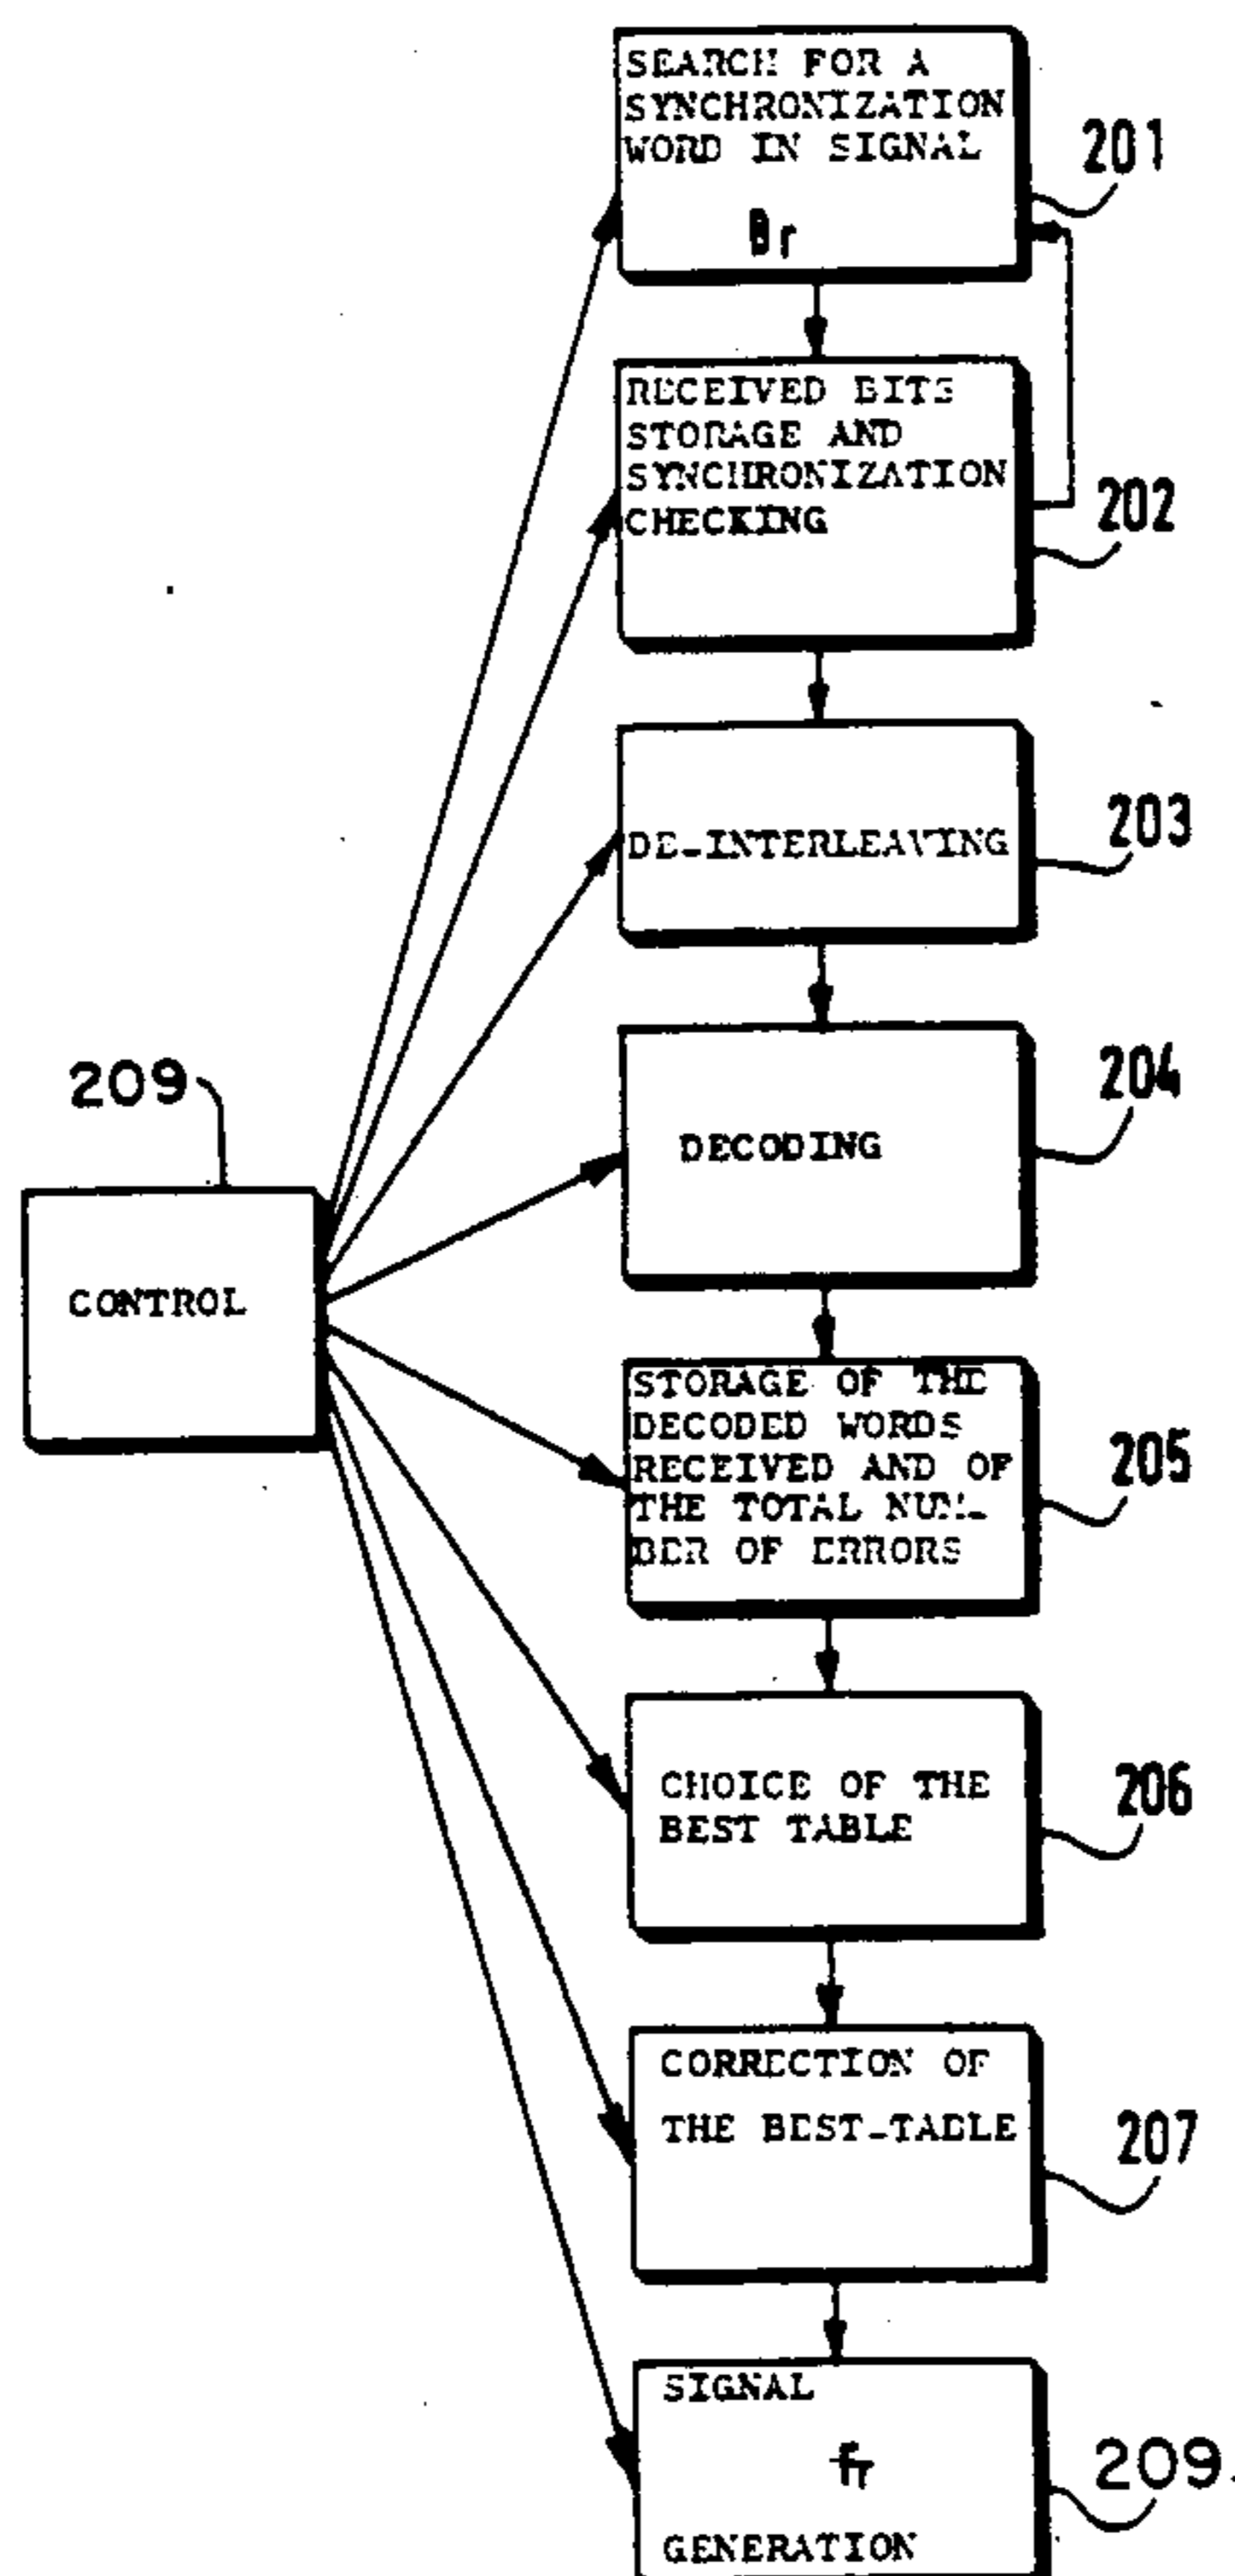 SEARCH FOR A
SYNCHRONIZATION
WORD IN SIGNAL
θr
201
RECEIVED BITS
STORAGE AND
SYNCHRONIZATION
CHECKING
202
DE-INTERLEAVING
203
DECODING
204
209
CONTROL
STORAGE OF THE
DECODED WORDS
RECEIVED AND OF
THE TOTAL NUM-
BER OF ERRORS
205
CHOICE OF THE
BEST TABLE
206
CORRECTION OF
THE BEST-TABLE
207
SIGNAL
fr
GENERATION
209